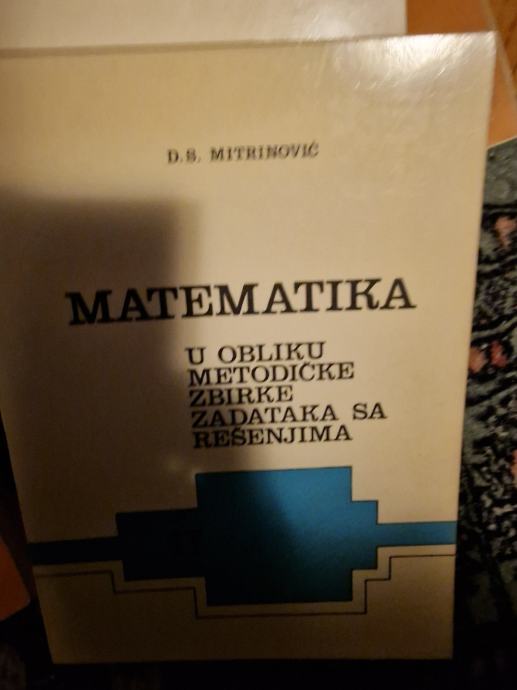 D.S. MITRINOVIĆ
MATEMATIKA
U OBLIKU
METODIČKE
ZBIRKE
ZADATAKA SA
REŠENJIMA